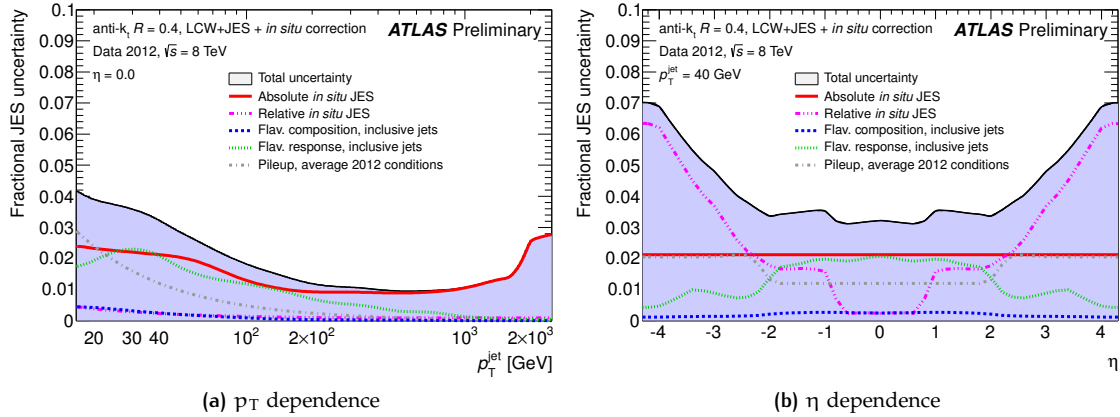 Fractional JES uncertainty
0.1
0.09
0.08
0.07
0.06
0.05
0.04
0.03
0.02
0.01
0
anti-kt R = 0.4, LCW+JES + in situ correction
ATLAS Preliminary
Data 2012, √s = 8 TeV
η = 0.0
Total uncertainty
Absolute in situ JES
Relative in situ JES
Flav. composition, inclusive jets
Flav. response, inclusive jets
Pileup, average 2012 conditions
20 30 40 10² 2×10² 10³ 2×10³
p_T^jet [GeV]
(a) pT dependence
Fractional JES uncertainty
0.1
0.09
0.08
0.07
0.06
0.05
0.04
0.03
0.02
0.01
0
anti-kt R = 0.4, LCW+JES + in situ correction
ATLAS Preliminary
Data 2012, √s = 8 TeV
p_T^jet = 40 GeV
Total uncertainty
Absolute in situ JES
Relative in situ JES
Flav. composition, inclusive jets
Flav. response, inclusive jets
Pileup, average 2012 conditions
-4 -3 -2 -1 0 1 2 3 4
η
(b) η dependence